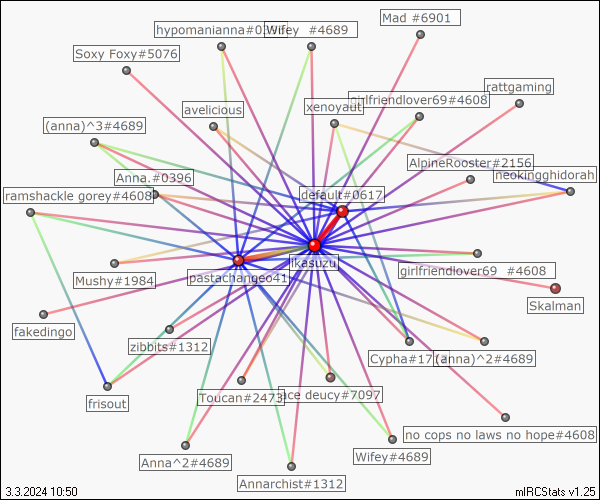 Mad #6901
hypomanianna#0
Wifey #4689
Soxy Foxy#5076
rattgaming
girlfriendlover69#4608
xenoyaut
avelicious
(anna)^3#4689
AlpineRooster#2156
neokingghidorah
Anna.#0396
default#0617
ramshackle gorey#4608
ikasuzu
girlfriendlover69 #4608
pastachangeo41
Mushy#1984
Skalman
fakedingo
zibbits#1312
Cypha#17
(anna)^2#4689
Toucan#2473
ace deucy#7097
frisout
no cops no laws no hope#4608
Wifey#4689
Anna^2#4689
Annarchist#1312
3.3.2024 10:50
mIRCStats v1.25